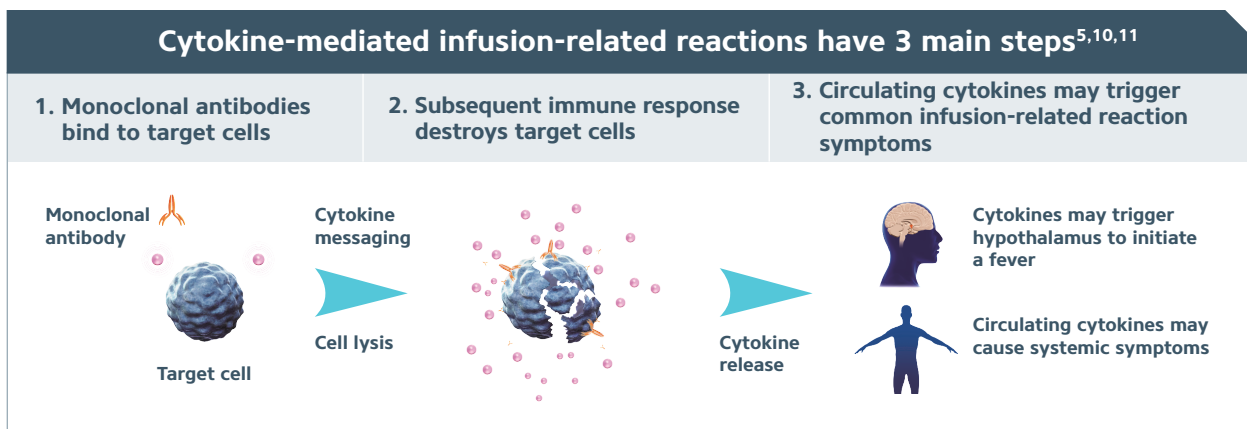 Cytokine-mediated infusion-related reactions have 3 main steps5,10,11
1. Monoclonal antibodies
bind to target cells
2. Subsequent immune response
destroys target cells
3. Circulating cytokines may trigger
common infusion-related reaction
symptoms
Monoclonal
antibody
Target cell
Cytokine
messaging
Cell lysis
Cytokine
release
Cytokines may trigger
hypothalamus to initiate
a fever
Circulating cytokines may
cause systemic symptoms